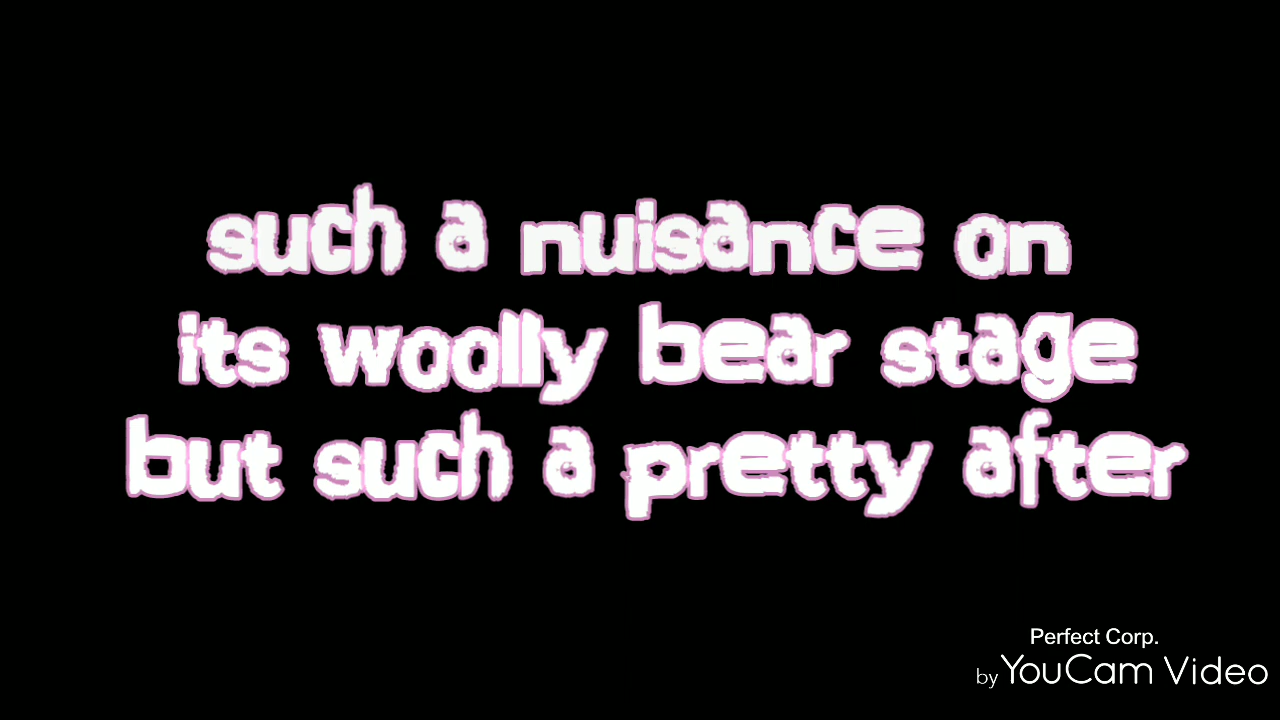 such a nuisance on
its woolly bear stage
but such a pretty after
Perfect Corp.
by YouCam Video